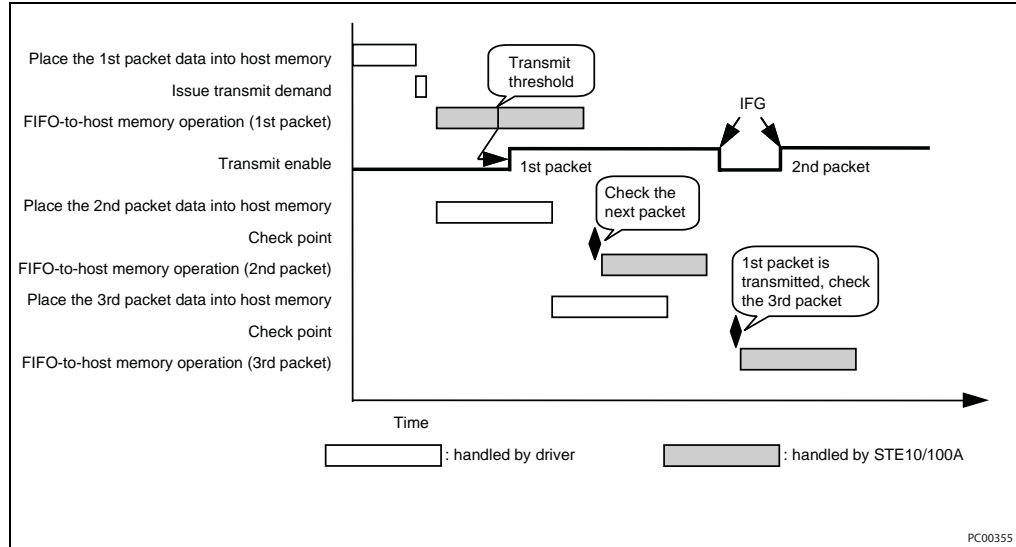 Place the 1st packet data into host memory
Issue transmit demand
Transmit
threshold
FIFO-to-host memory operation (1st packet)
IFG
Transmit enable
1st packet
2nd packet
Place the 2nd packet data into host memory
Check the
next packet
Check point
FIFO-to-host memory operation (2nd packet)
1st packet is
transmitted, check
the 3rd packet
Place the 3rd packet data into host memory
Check point
FIFO-to-host memory operation (3rd packet)
Time
: handled by driver
: handled by STE10/100A
PC00355